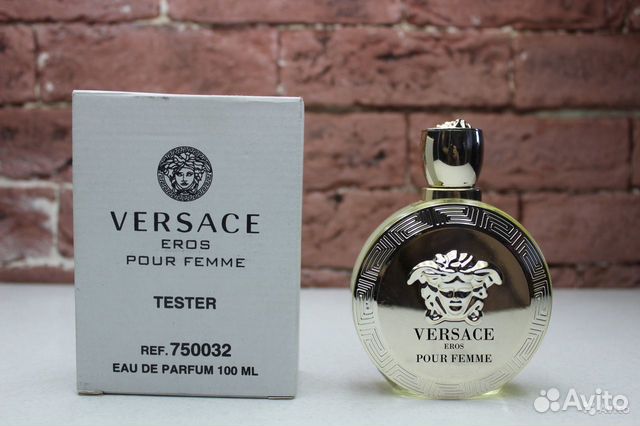 VERSACE
EROS
POUR FEMME
TESTER
REF. 750032
EAU DE PARFUM 100 ML
VERSACE
EROS
POUR FEMME
Avito